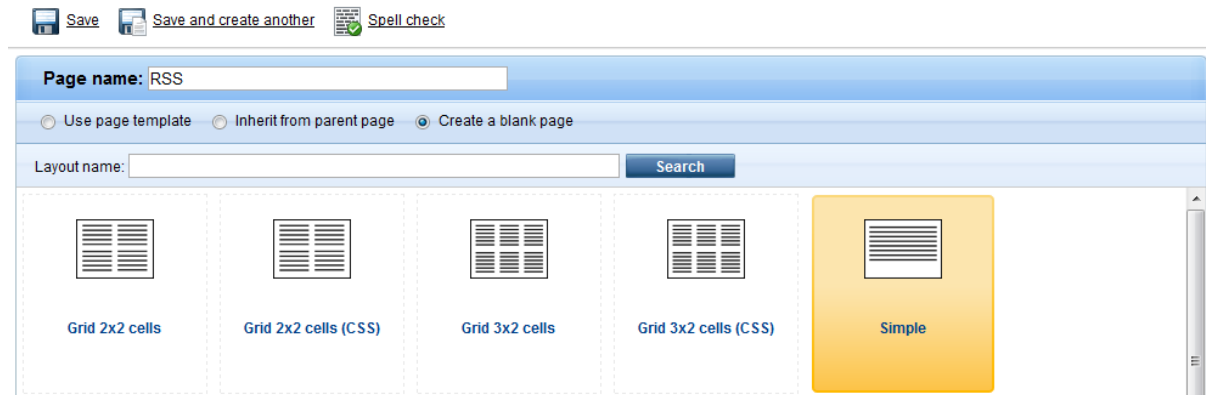 Save Save and create another Spell check
Page name: RSS
Use page template Inherit from parent page Create a blank page
Layout name: Search
Grid 2x2 cells Grid 2x2 cells (CSS) Grid 3x2 cells Grid 3x2 cells (CSS) Simple